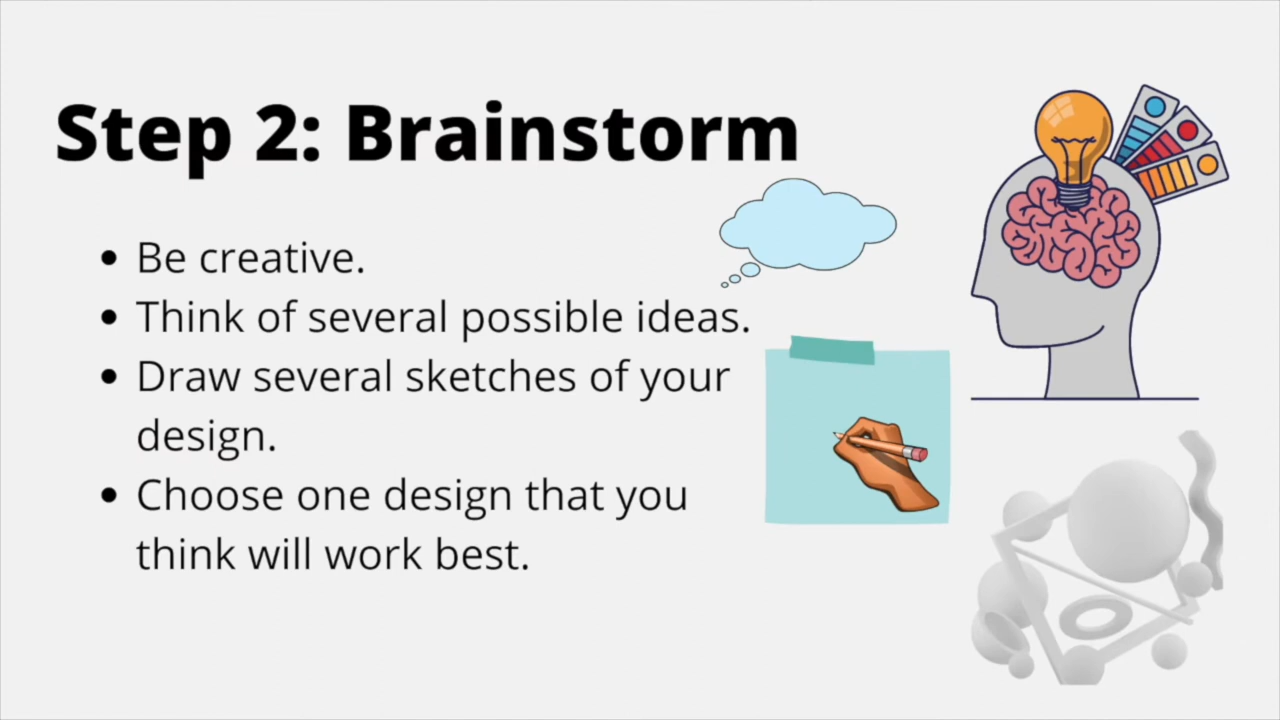 Step 2: Brainstorm
• Be creative.
• Think of several possible ideas.
• Draw several sketches of your
design.
• Choose one design that you
think will work best.